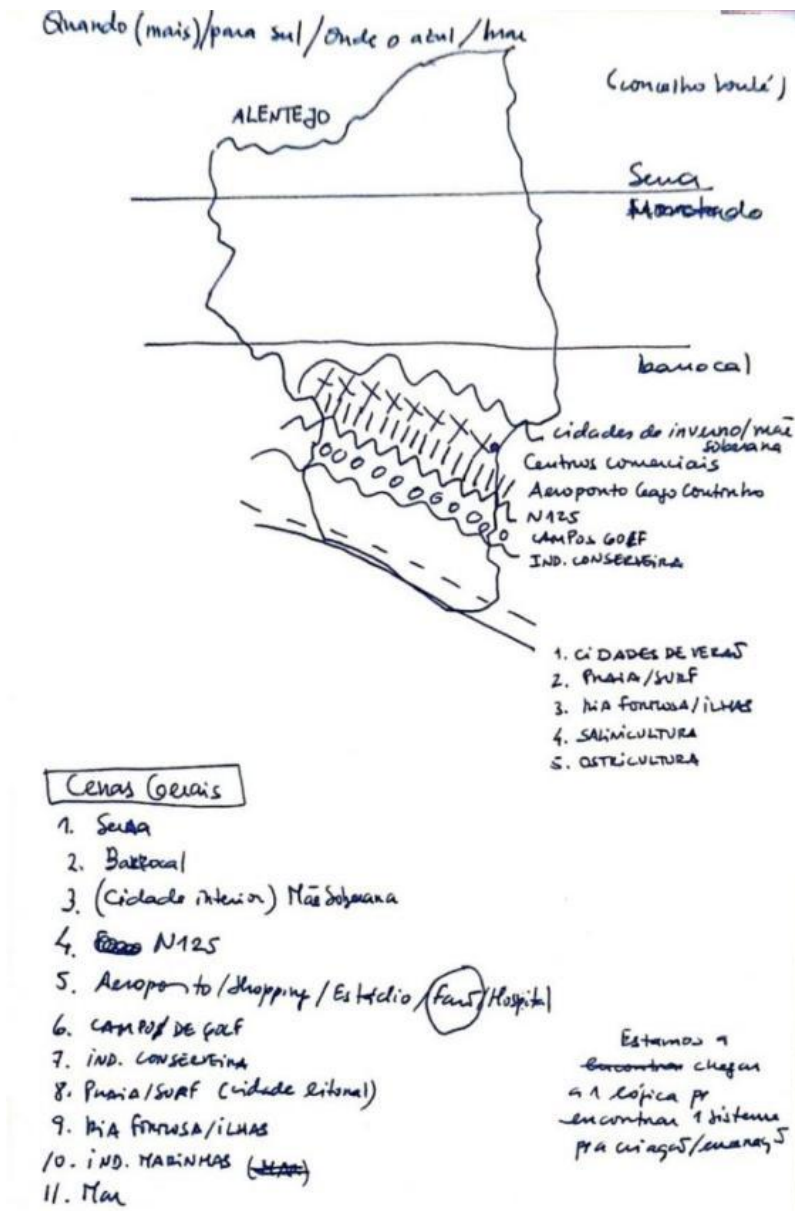 Quando (mais)/para sul/onde o azul/mar
(concelho Loulé)
ALENTEJO
Serra
barrocal
cidades de inverno/mãe
soberana
Centros comerciais
Aeroporto Gago Coutinho
N125
CAMPOS GOLF
IND. CONSERVEIRA
1. CIDADES DE VERÃO
2. PRAIA/SURF
3. RIA FORMOSA/ILHAS
4. SALINICULTURA
5. OSTRICULTURA
Cenas Gerais
1. Serra
2. Barrocal
3. (Cidade interior) Mãe Soberana
4. N125
5. Aeroporto/Shopping/Estádio/Faro/Hospital
6. CAMPOS DE GOLF
7. IND. CONSERVEIRA
8. PRAIA/SURF (cidade litoral)
9. RIA FORMOSA/ILHAS
10. IND. MARINHAS (MAR)
11. Mar
Estamos a
encontrar chegar
a 1 lógica pr
encontrar 1 sistema
pra criação/